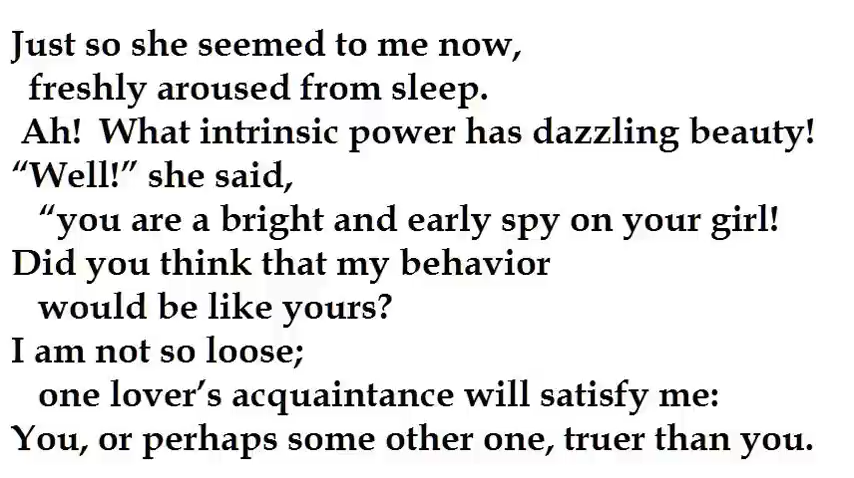 Just so she seemed to me now,
freshly aroused from sleep.
Ah!  What intrinsic power has dazzling beauty!
“Well!” she said,
“you are a bright and early spy on your girl!
Did you think that my behavior
would be like yours?
I am not so loose;
one lover’s acquaintance will satisfy me:
You, or perhaps some other one, truer than you.